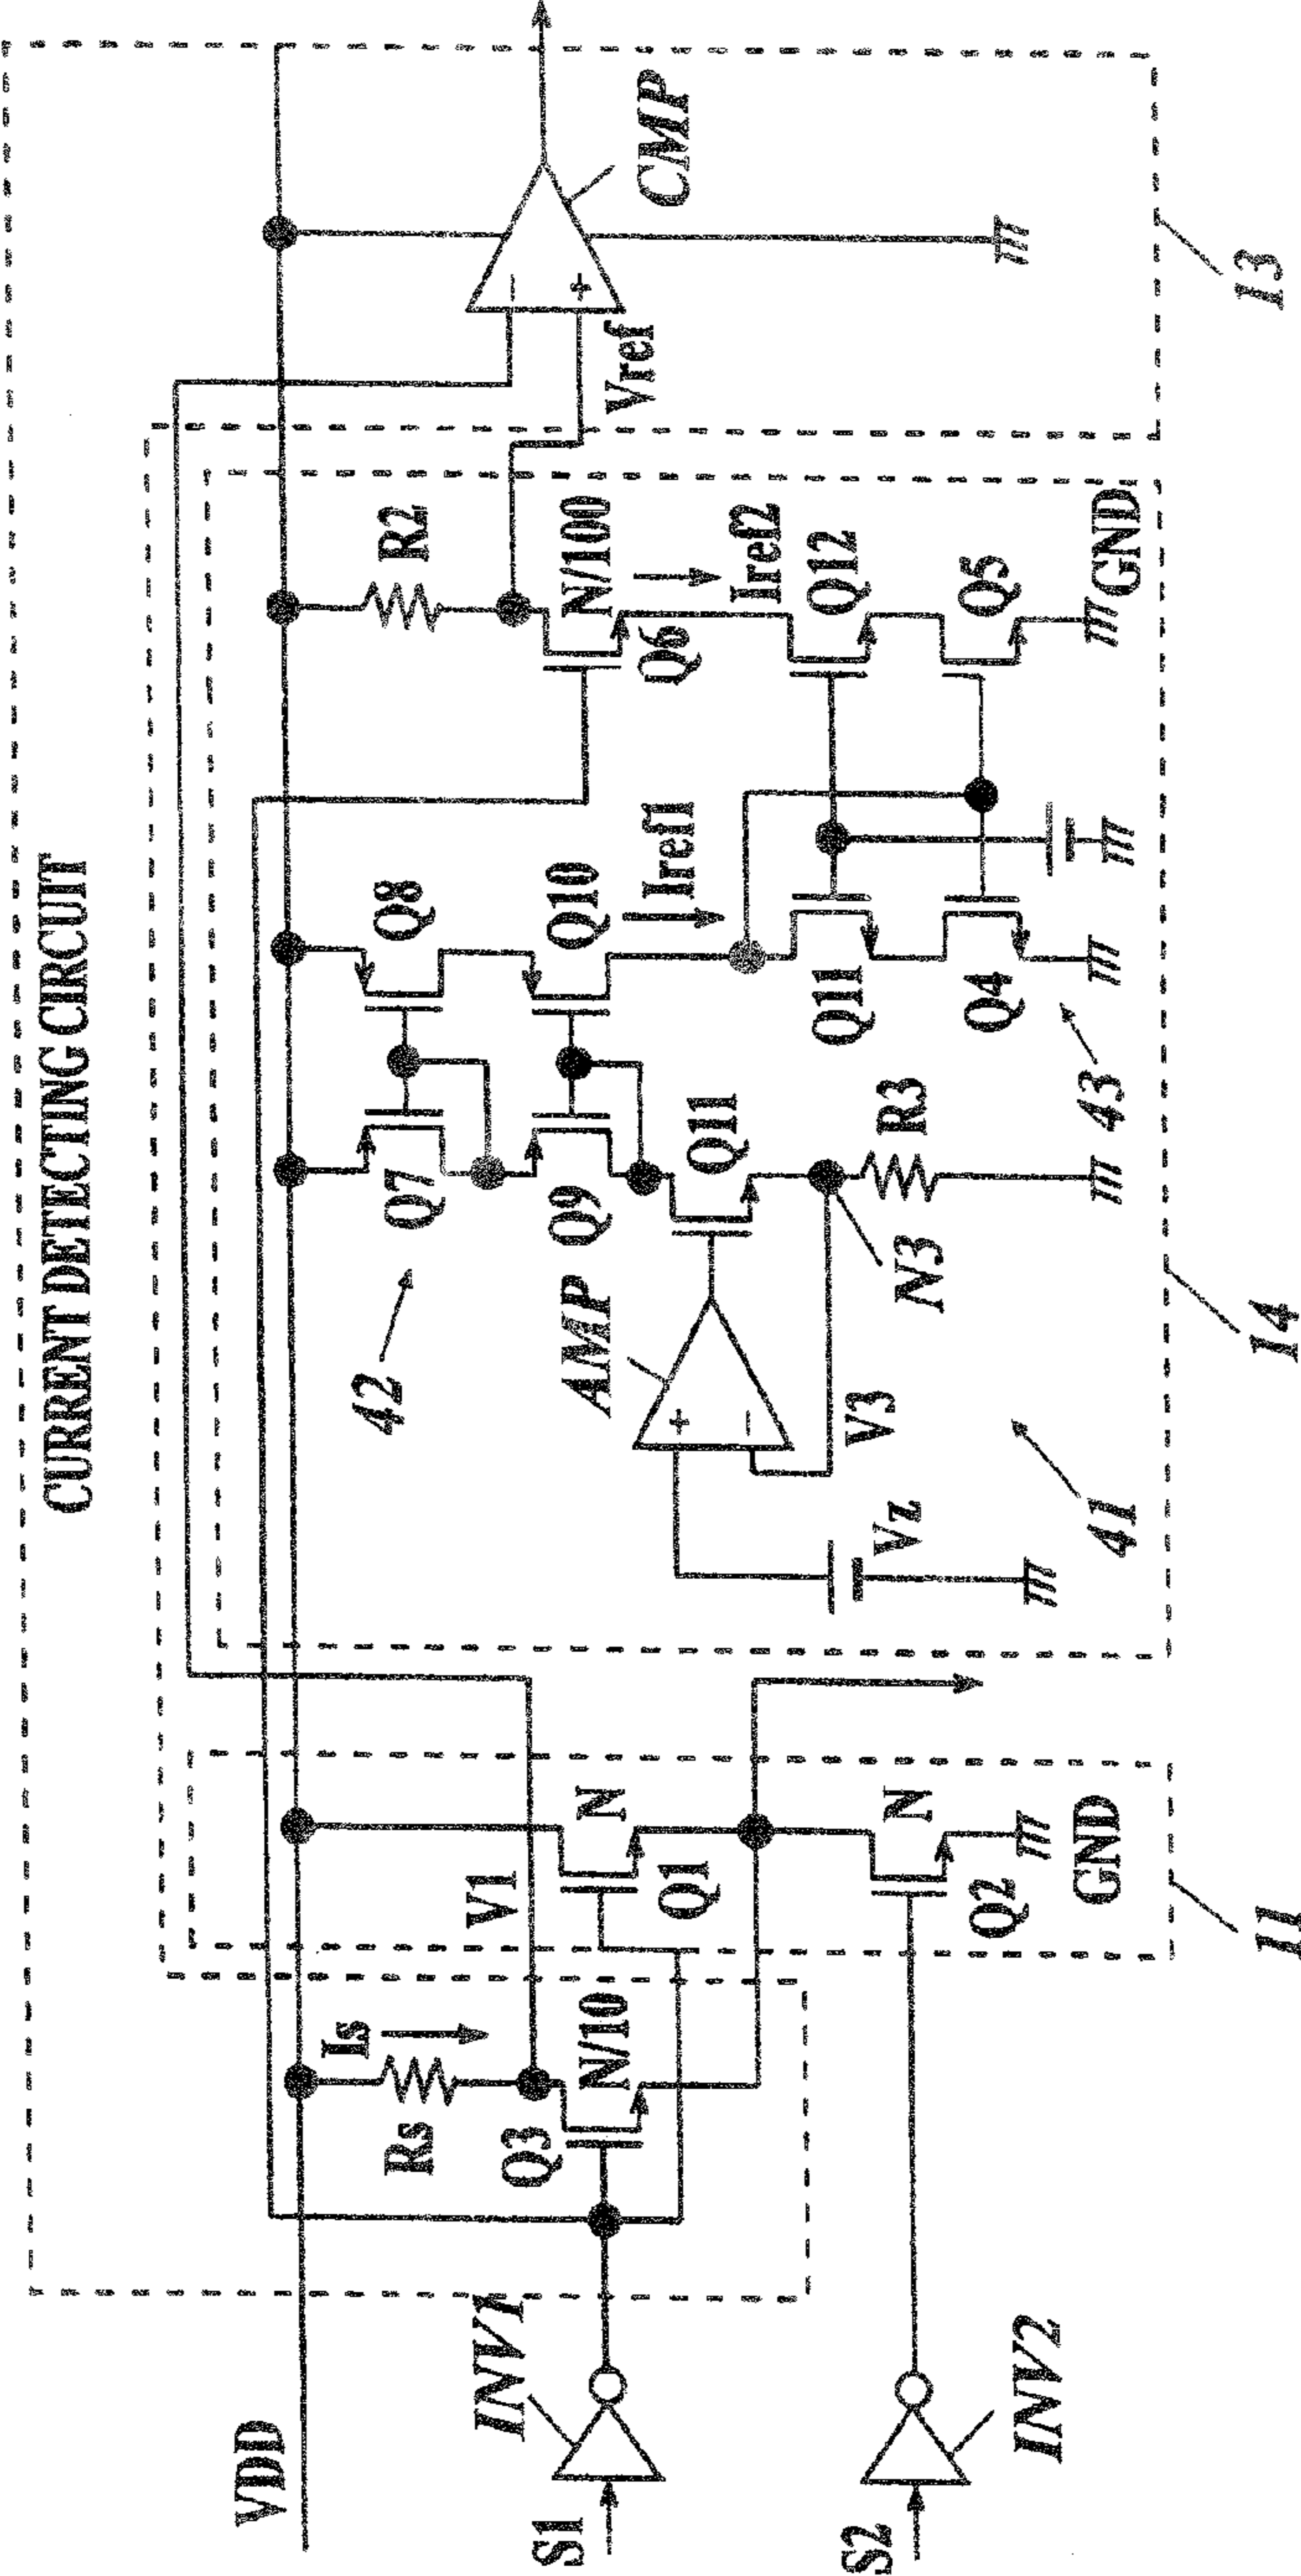 CURRENT DETECTING CIRCUIT
VDD
S1
INV1
S2
INV2
Is
Rs
Q3
N/10
V1
N
Q1
N
Q2
GND
11
42
Q7
Q8
Q9
Q10
AMP
+
−
Q11
V3
Vz
N3
R3
41
Iref1
Q11
Q4
43
R2
N/100
Q6
Iref2
Q12
Q5
GND
14
Vref
−
+
CMP
13